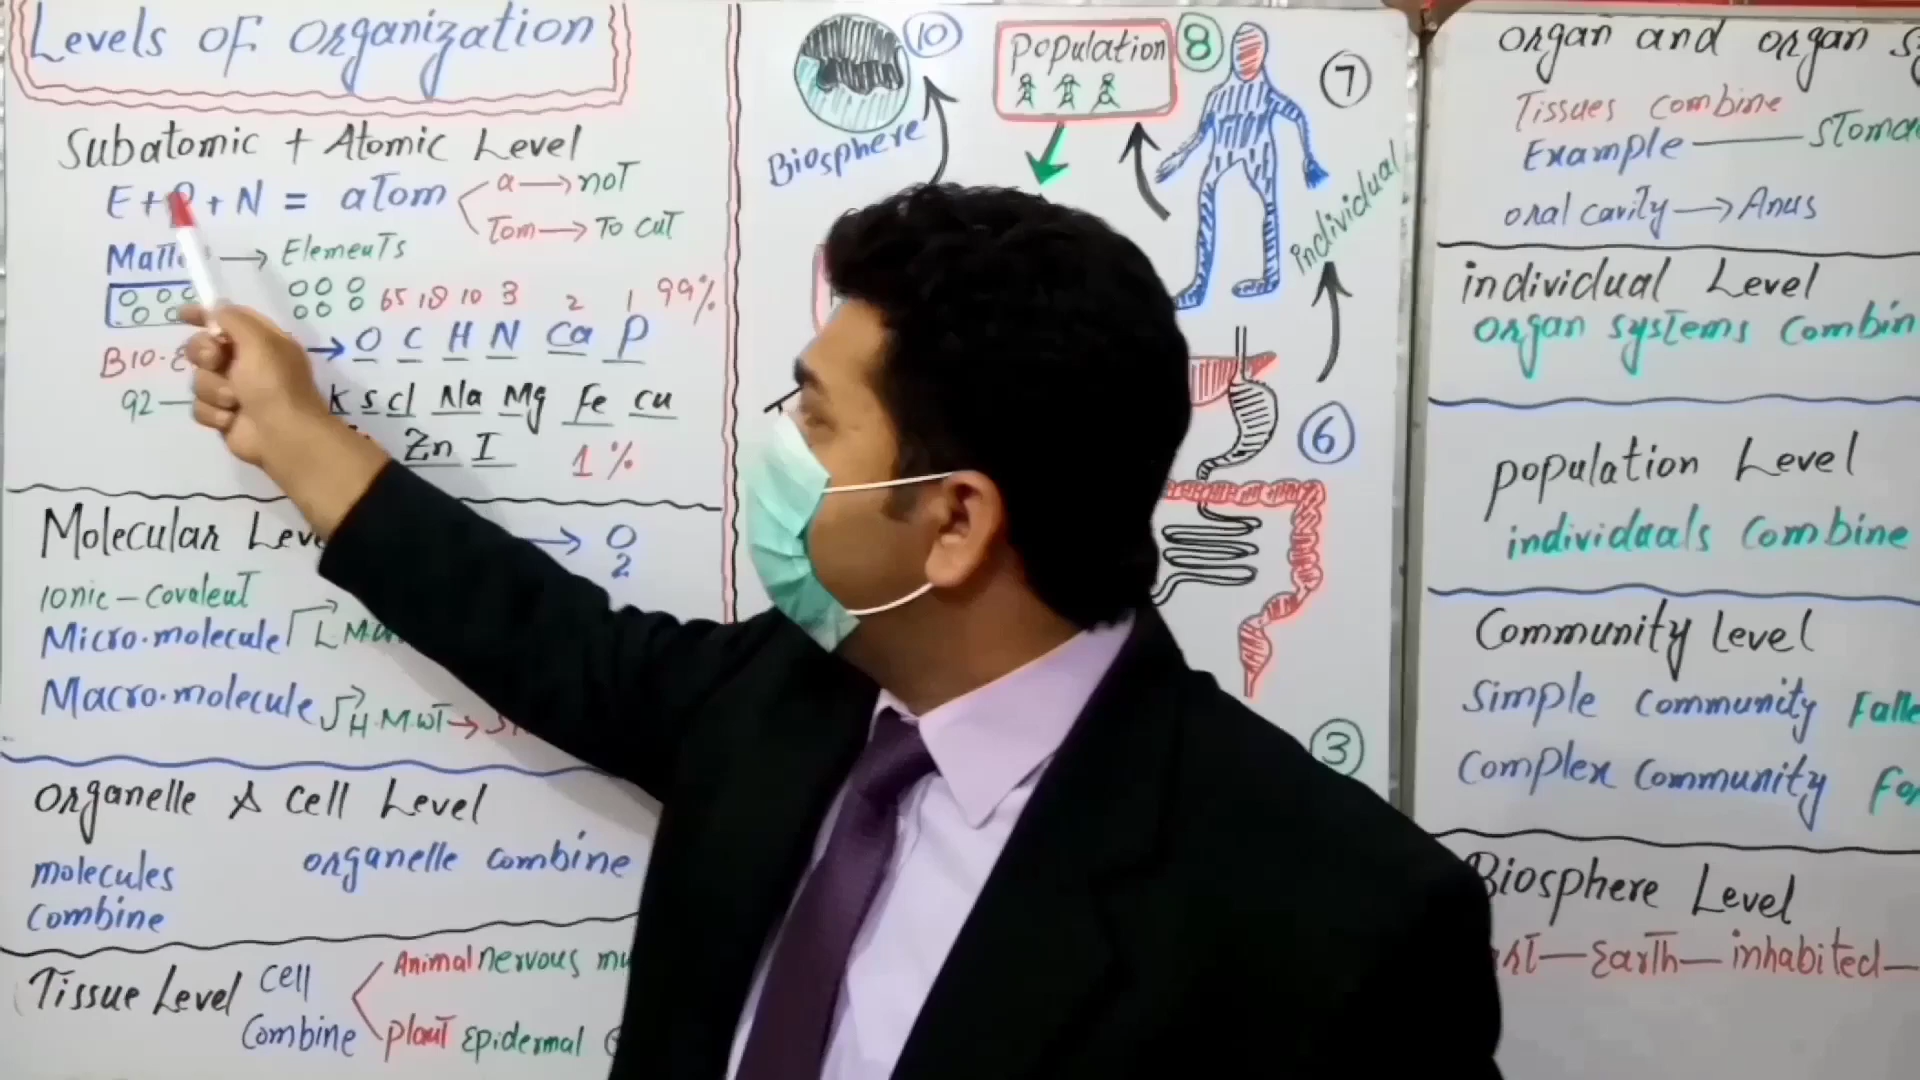 Levels of organization
Subatomic + Atomic Level
E + P + N = atom
a → not
Tom → To cut
→ Elements
65 18 10 3 2 1 99%
→ O C H N Ca P
92
K S Cl Na Mg Fe Cu
Zn I 1%
Molecular
→ O
2
Ionic - covalent
Micro.molecule
Macro.molecule H.M.WT →
organelle & cell Level
molecules
combine
organelle combine
Tissue Level
cell
Combine
Animal nervous
plant Epidermal
Biosphere
10
population
8
7
individual
6
3
organ and organ
Tissues combine
Example
oral cavity → Anus
individual Level
organ systems
population Level
individuals combine
Community Level
Simple community
Complex community
Biosphere Level
Earth — inhabited —